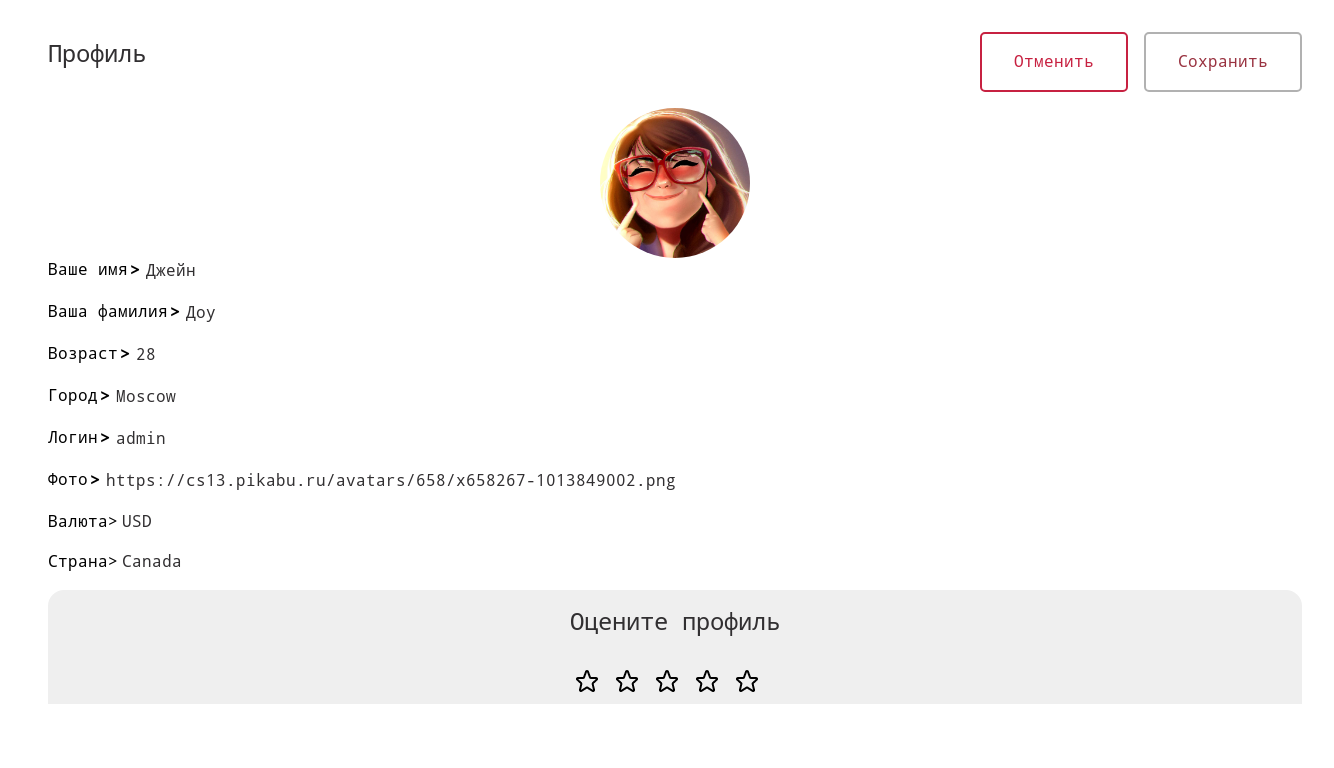 Профиль
Отменить
Сохранить
Ваше имя> Джейн
Ваша фамилия> Доу
Возраст> 28
Город> Moscow
Логин> admin
Фото> https://cs13.pikabu.ru/avatars/658/x658267-1013849002.png
Валюта> USD
Страна> Canada
Оцените профиль